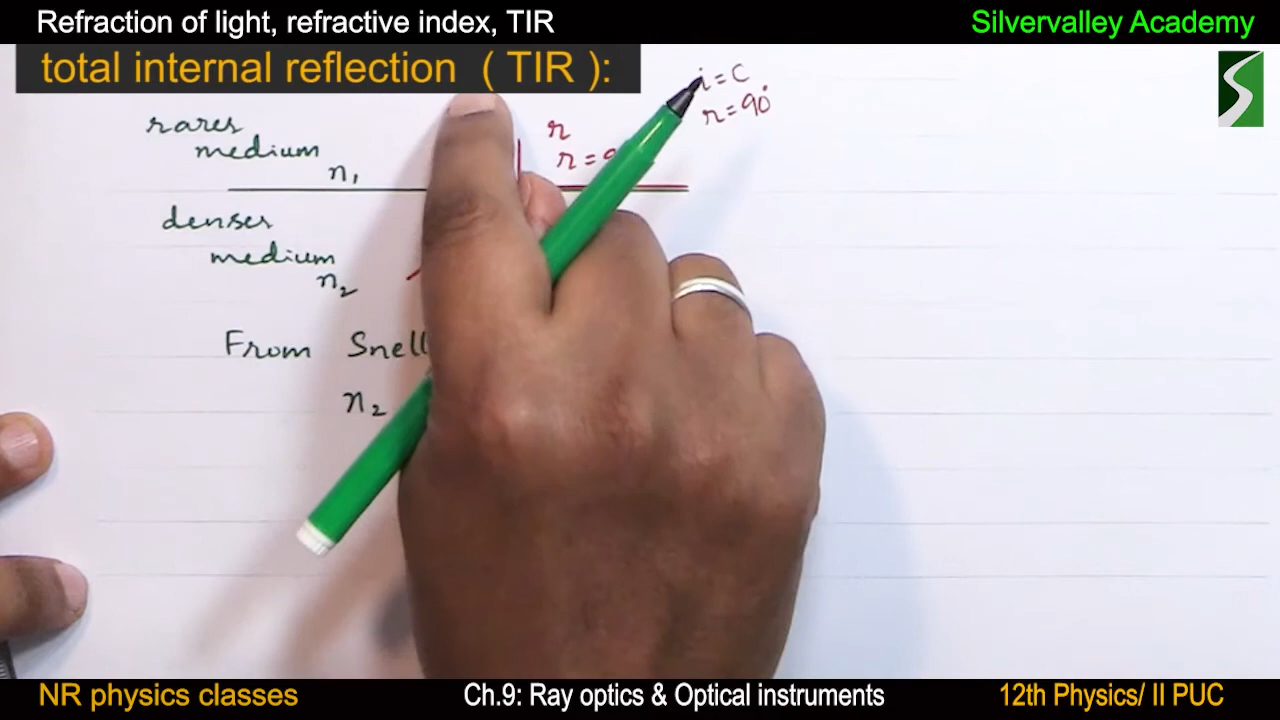 Refraction of light, refractive index, TIR
Silvervalley Academy
total internal reflection ( TIR ):
i = C
r = 90°
rarer
medium
n₁
r
r = 9
denser
medium
n₂
From Snell
n₂
NR physics classes
Ch.9: Ray optics & Optical instruments
12th Physics/ II PUC